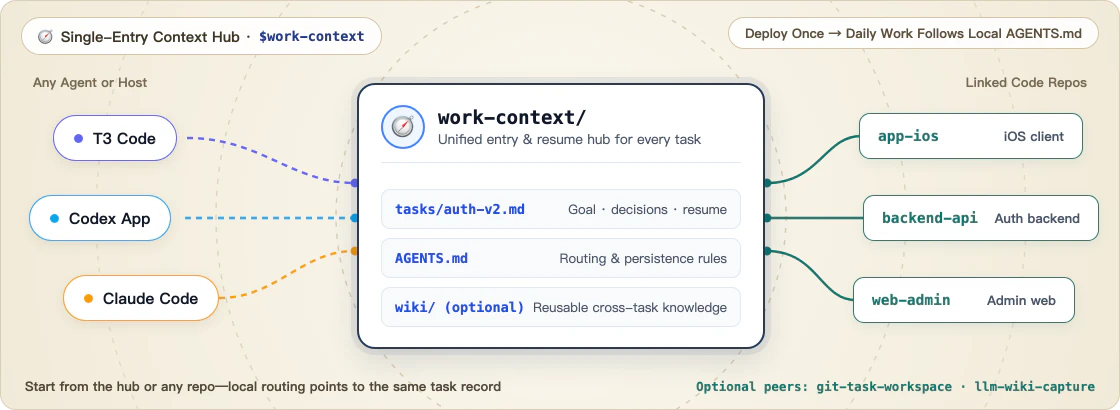 Single-Entry Context Hub · $work-context
Deploy Once → Daily Work Follows Local AGENTS.md
Any Agent or Host
Linked Code Repos
T3 Code
Codex App
Claude Code
work-context/
Unified entry & resume hub for every task
tasks/auth-v2.md Goal · decisions · resume
AGENTS.md Routing & persistence rules
wiki/ (optional) Reusable cross-task knowledge
app-ios iOS client
backend-api Auth backend
web-admin Admin web
Start from the hub or any repo—local routing points to the same task record
Optional peers: git-task-workspace · llm-wiki-capture